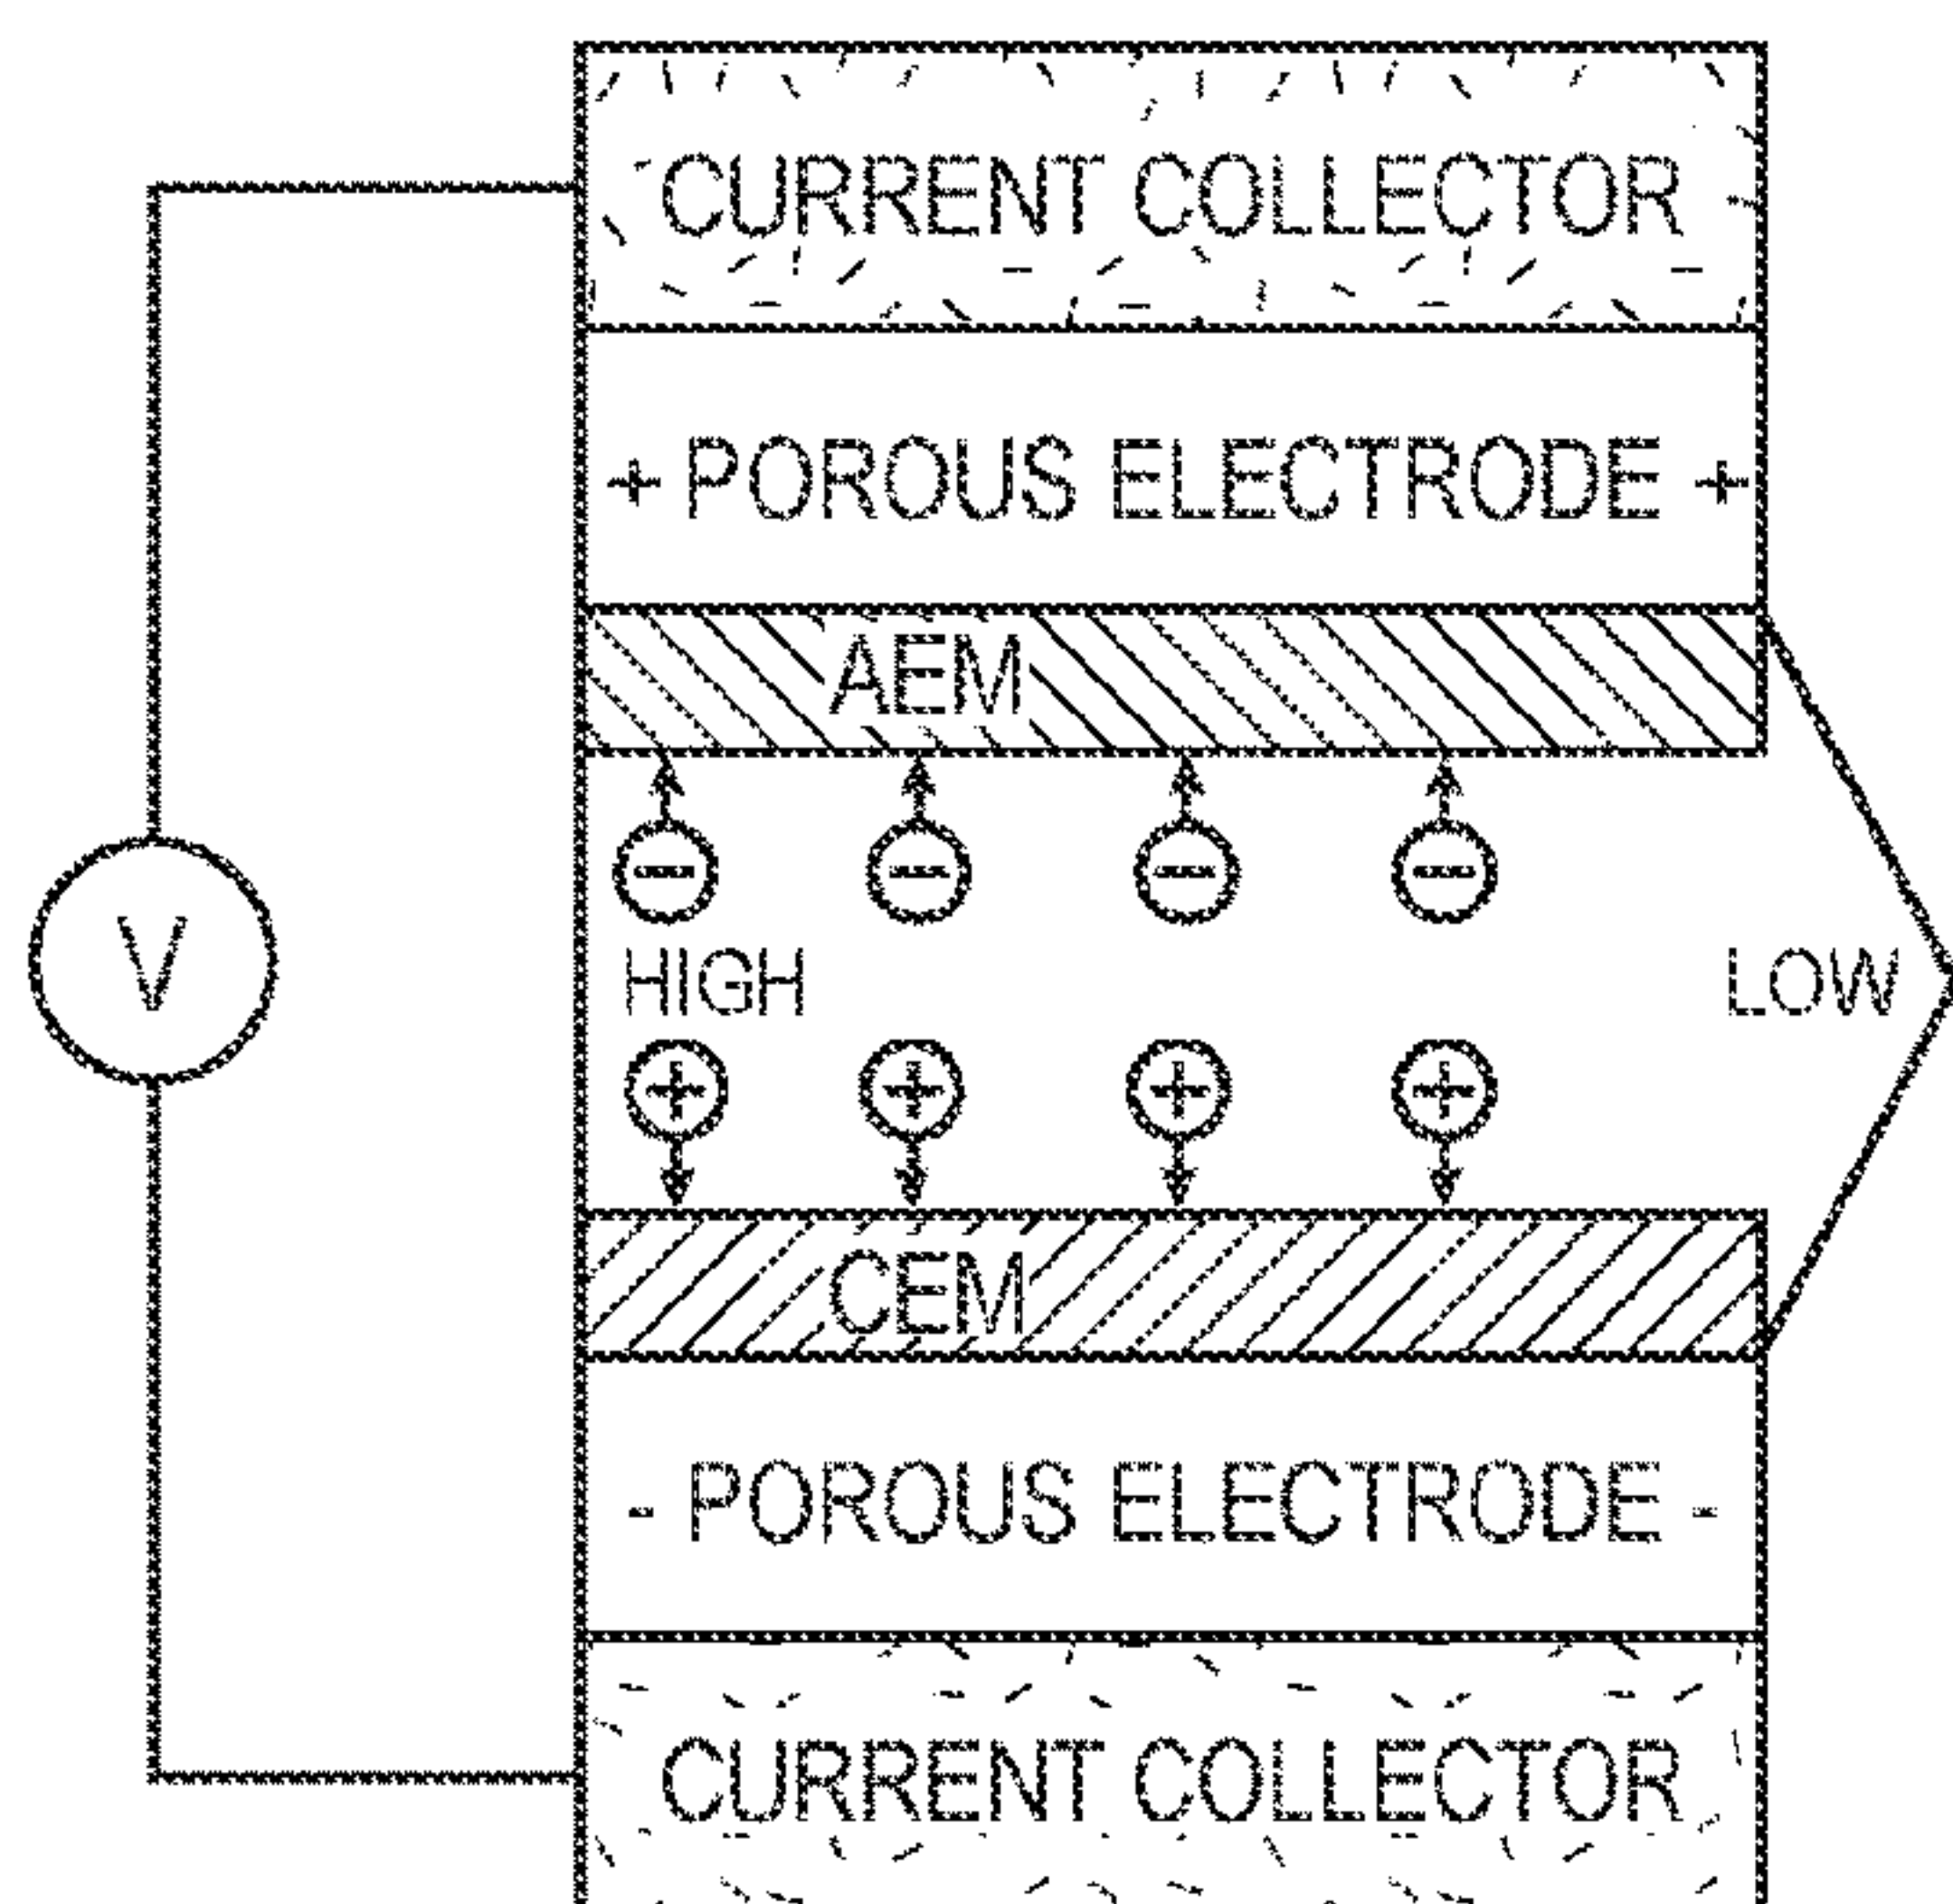 CURRENT COLLECTOR
+ POROUS ELECTRODE +
AEM
− − − −
V
HIGH LOW
+ + + +
CEM
- POROUS ELECTRODE -
CURRENT COLLECTOR